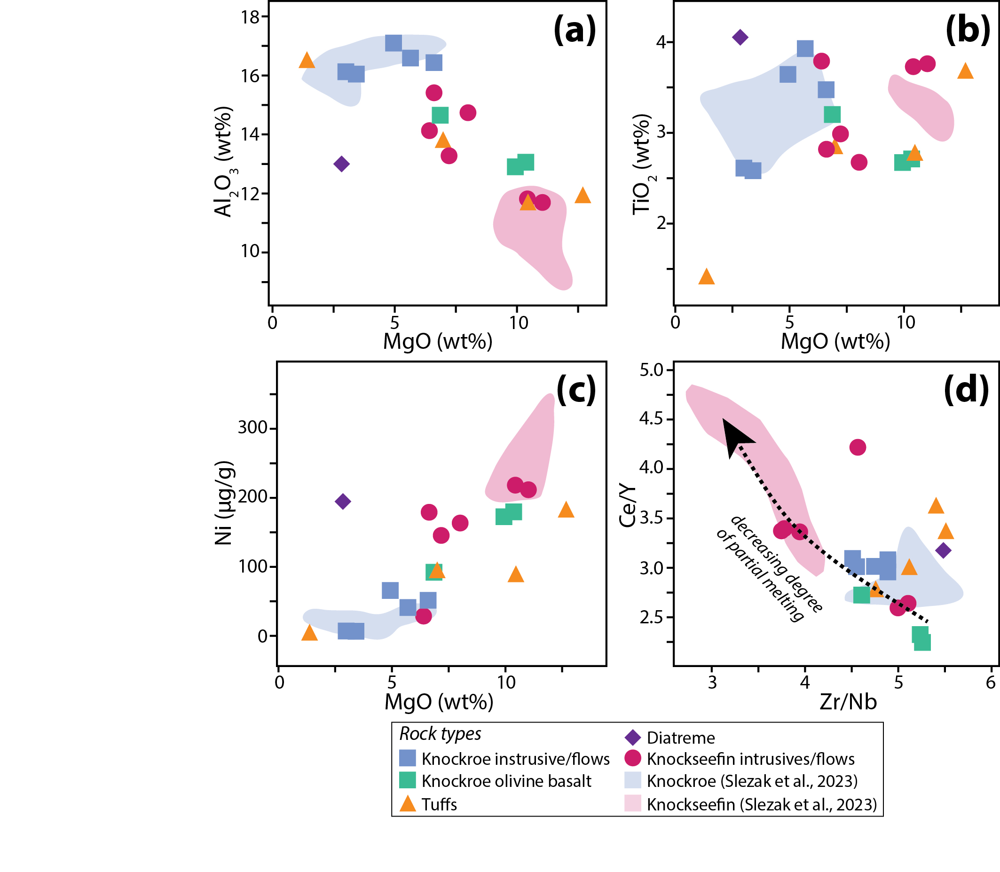 (a)
18
16
14
12
10
Al2O3 (wt%)
0 5 10
MgO (wt%)
(b)
4
3
2
TiO2 (wt%)
0 5 10
MgO (wt%)
(c)
300
200
100
0
Ni (µg/g)
0 5 10
MgO (wt%)
(d)
5.0
4.5
4.0
3.5
3.0
2.5
Ce/Y
decreasing degree
of partial melting
3 4 5 6
Zr/Nb
Rock types
Knockroe instrusive/flows
Knockroe olivine basalt
Tuffs
Diatreme
Knockseefin intrusives/flows
Knockroe (Slezak et al., 2023)
Knockseefin (Slezak et al., 2023)